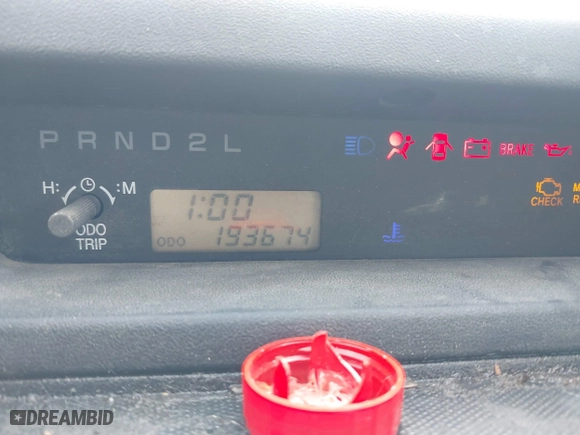 P R N D 2 L
BRAKE
H: :M
1:00
CHECK
ODO
TRIP
ODO 193674
DREAMBID